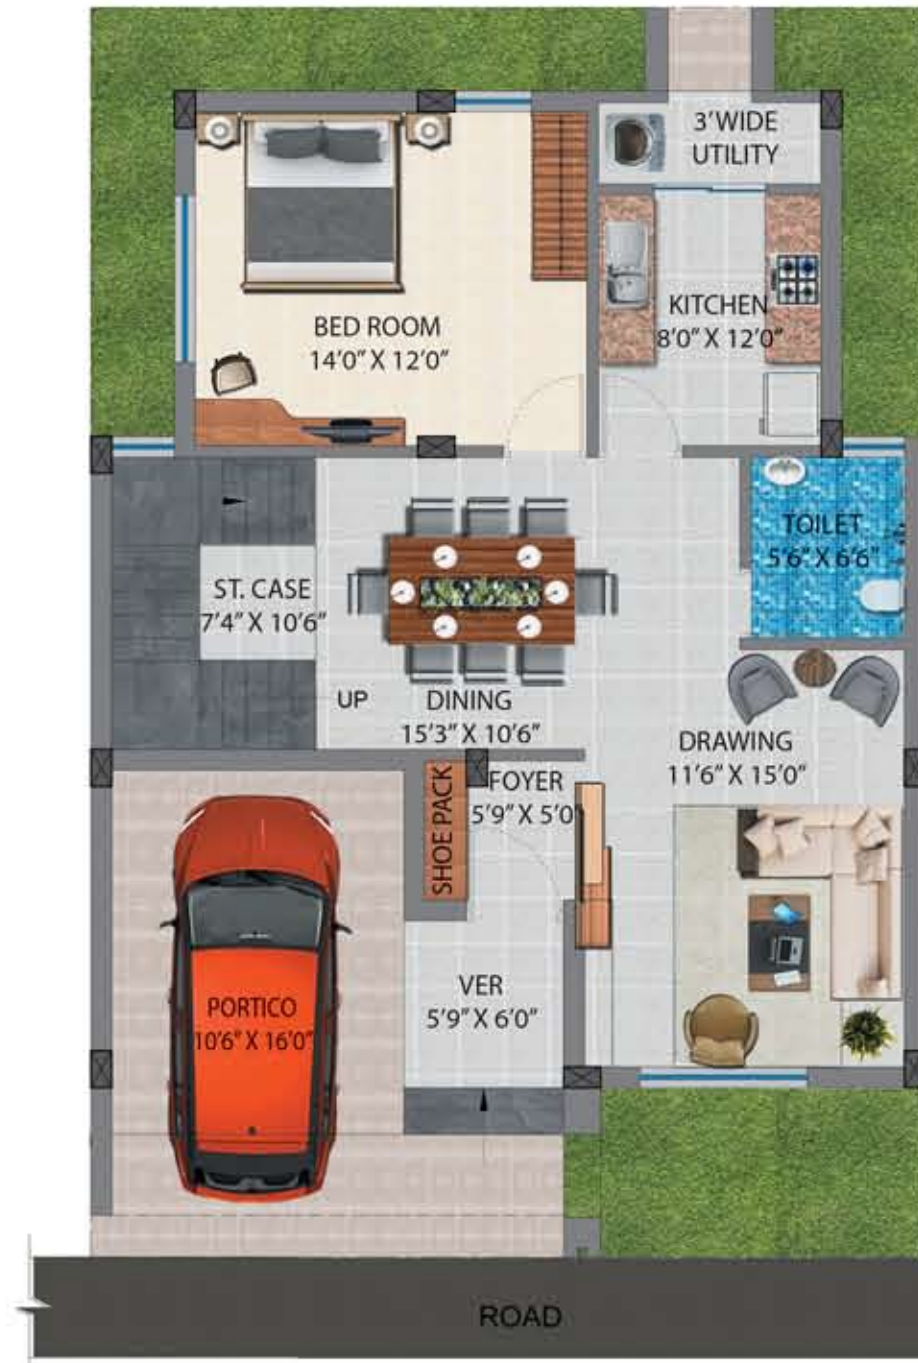 3'WIDE
UTILITY
KITCHEN
8'0" X 12'0"
BED ROOM
14'0" X 12'0"
TOILET
5'6" X 6'6"
ST. CASE
7'4" X 10'6"
UP
DINING
15'3" X 10'6"
DRAWING
11'6" X 15'0"
SHOE PACK
FOYER
5'9" X 5'0"
VER
5'9" X 6'0"
PORTICO
10'6" X 16'0"
ROAD